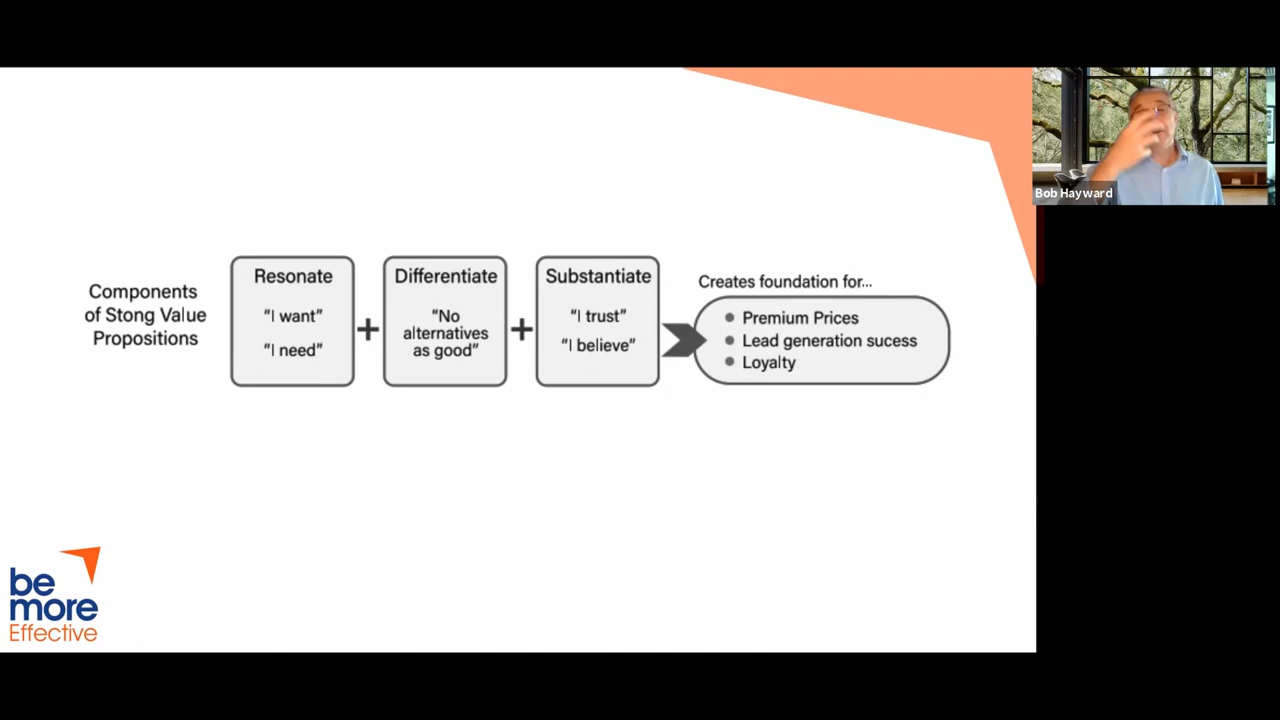 Components
of Stong Value
Propositions
Resonate
“I want”
“I need”
+
Differentiate
“No
alternatives
as good”
+
Substantiate
“I trust”
“I believe”
Creates foundation for...
Premium Prices
Lead generation sucess
Loyalty
Bob Hayward
be
more
Effective